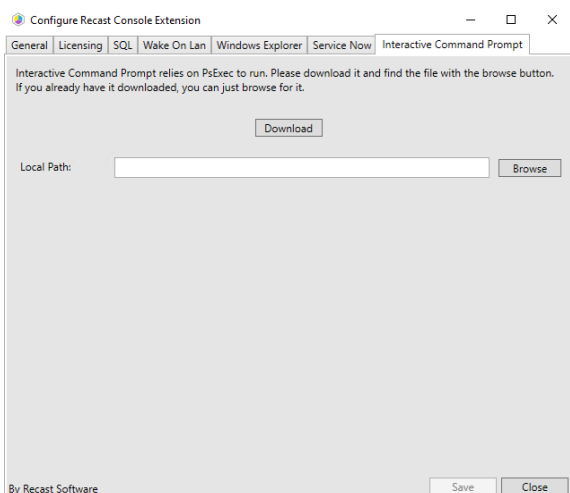 Configure Recast Console Extension
General Licensing SQL Wake On Lan Windows Explorer Service Now Interactive Command Prompt
Interactive Command Prompt relies on PsExec to run. Please download it and find the file with the browse button.
If you already have it downloaded, you can just browse for it.
Download
Local Path: Browse
By Recast Software Save Close